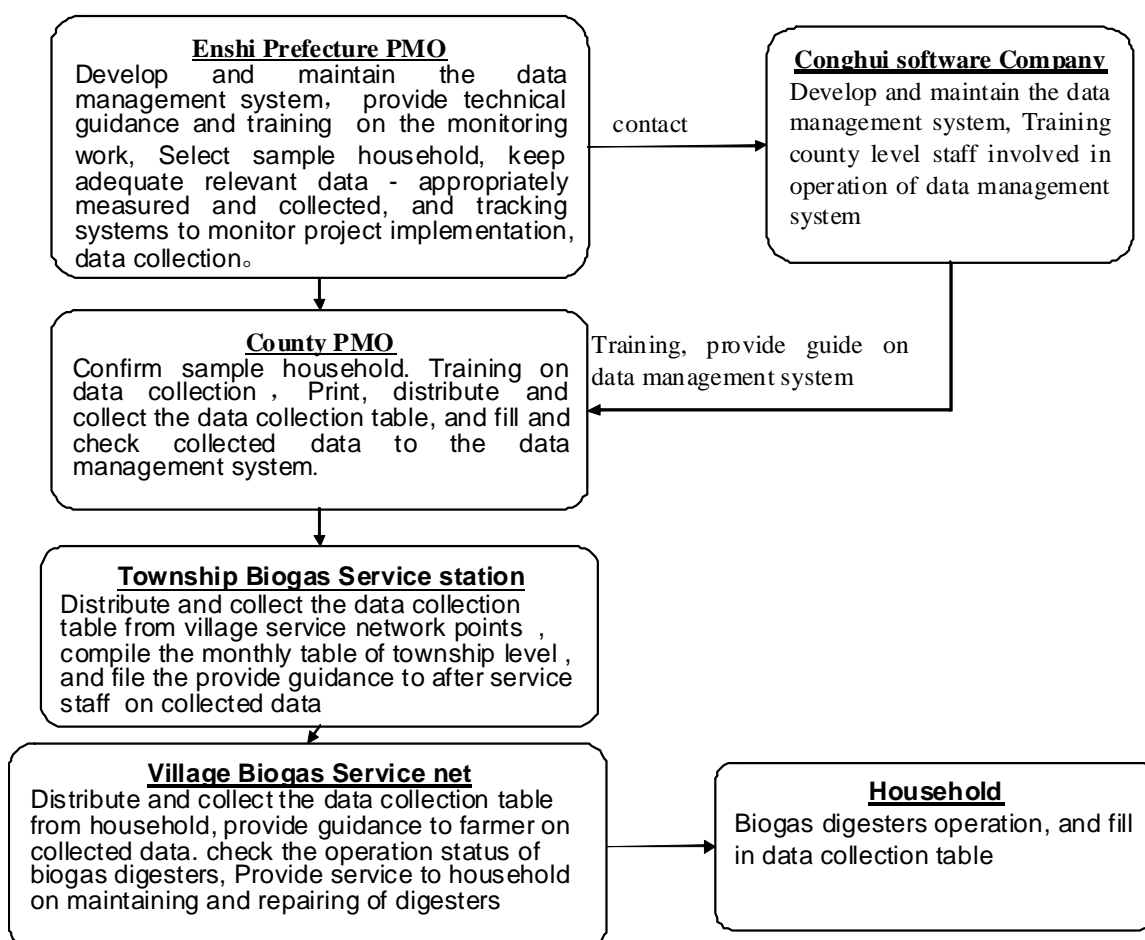 Enshi Prefecture PMO
Develop and maintain the data
management system, provide technical
guidance and training on the monitoring
work, Select sample household, keep
adequate relevant data - appropriately
measured and collected, and tracking
systems to monitor project implementation,
data collection。
contact
Conghui software Company
Develop and maintain the data
management system, Training
county level staff involved in
operation of data management
system
County PMO
Confirm sample household. Training on
data collection , Print, distribute and
collect the data collection table, and fill and
check collected data to the data
management system.
Training, provide guide on
data management system
Township Biogas Service station
Distribute and collect the data collection
table from village service network points ,
compile the monthly table of township level ,
and file the provide guidance to after service
staff on collected data
Village Biogas Service net
Distribute and collect the data collection table
from household, provide guidance to farmer on
collected data. check the operation status of
biogas digesters, Provide service to household
on maintaining and repairing of digesters
Household
Biogas digesters operation, and fill
in data collection table